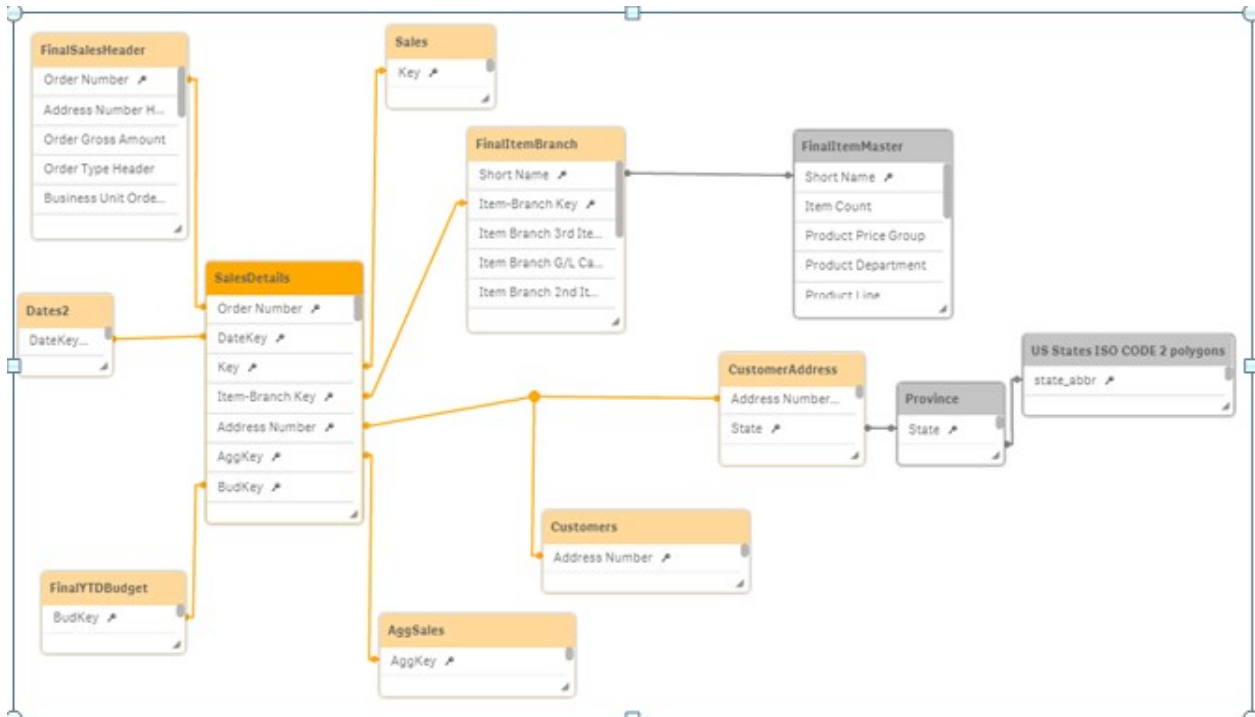 FinalSalesHeader
Order Number
Address Number H...
Order Gross Amount
Order Type Header
Business Unit Orde...
Sales
Key
FinalItemBranch
Short Name
Item-Branch Key
Item Branch 3rd Ite...
Item Branch G/L Ca...
Item Branch 2nd It...
FinalItemMaster
Short Name
Item Count
Product Price Group
Product Department
Product Line
Dates2
DateKey...
SalesDetails
Order Number
DateKey
Key
Item-Branch Key
Address Number
AggKey
BudKey
CustomerAddress
Address Number...
State
Province
State
US States ISO CODE 2 polygons
state_abbr
Customers
Address Number
FinalYTDBudget
BudKey
AggSales
AggKey